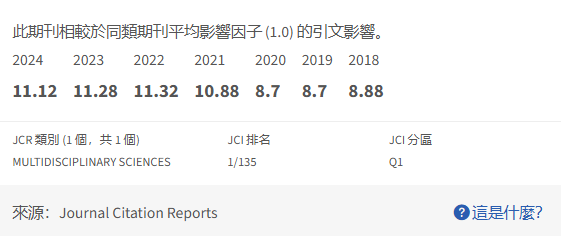 此期刊相較於同類期刊平均影響因子 (1.0) 的引文影響。
2024 2023 2022 2021 2020 2019 2018
11.12 11.28 11.32 10.88 8.7 8.7 8.88
JCR 類別 (1 個，共 1 個) JCI 排名 JCI 分區
MULTIDISCIPLINARY SCIENCES 1/135 Q1
來源： Journal Citation Reports ? 這是什麼？